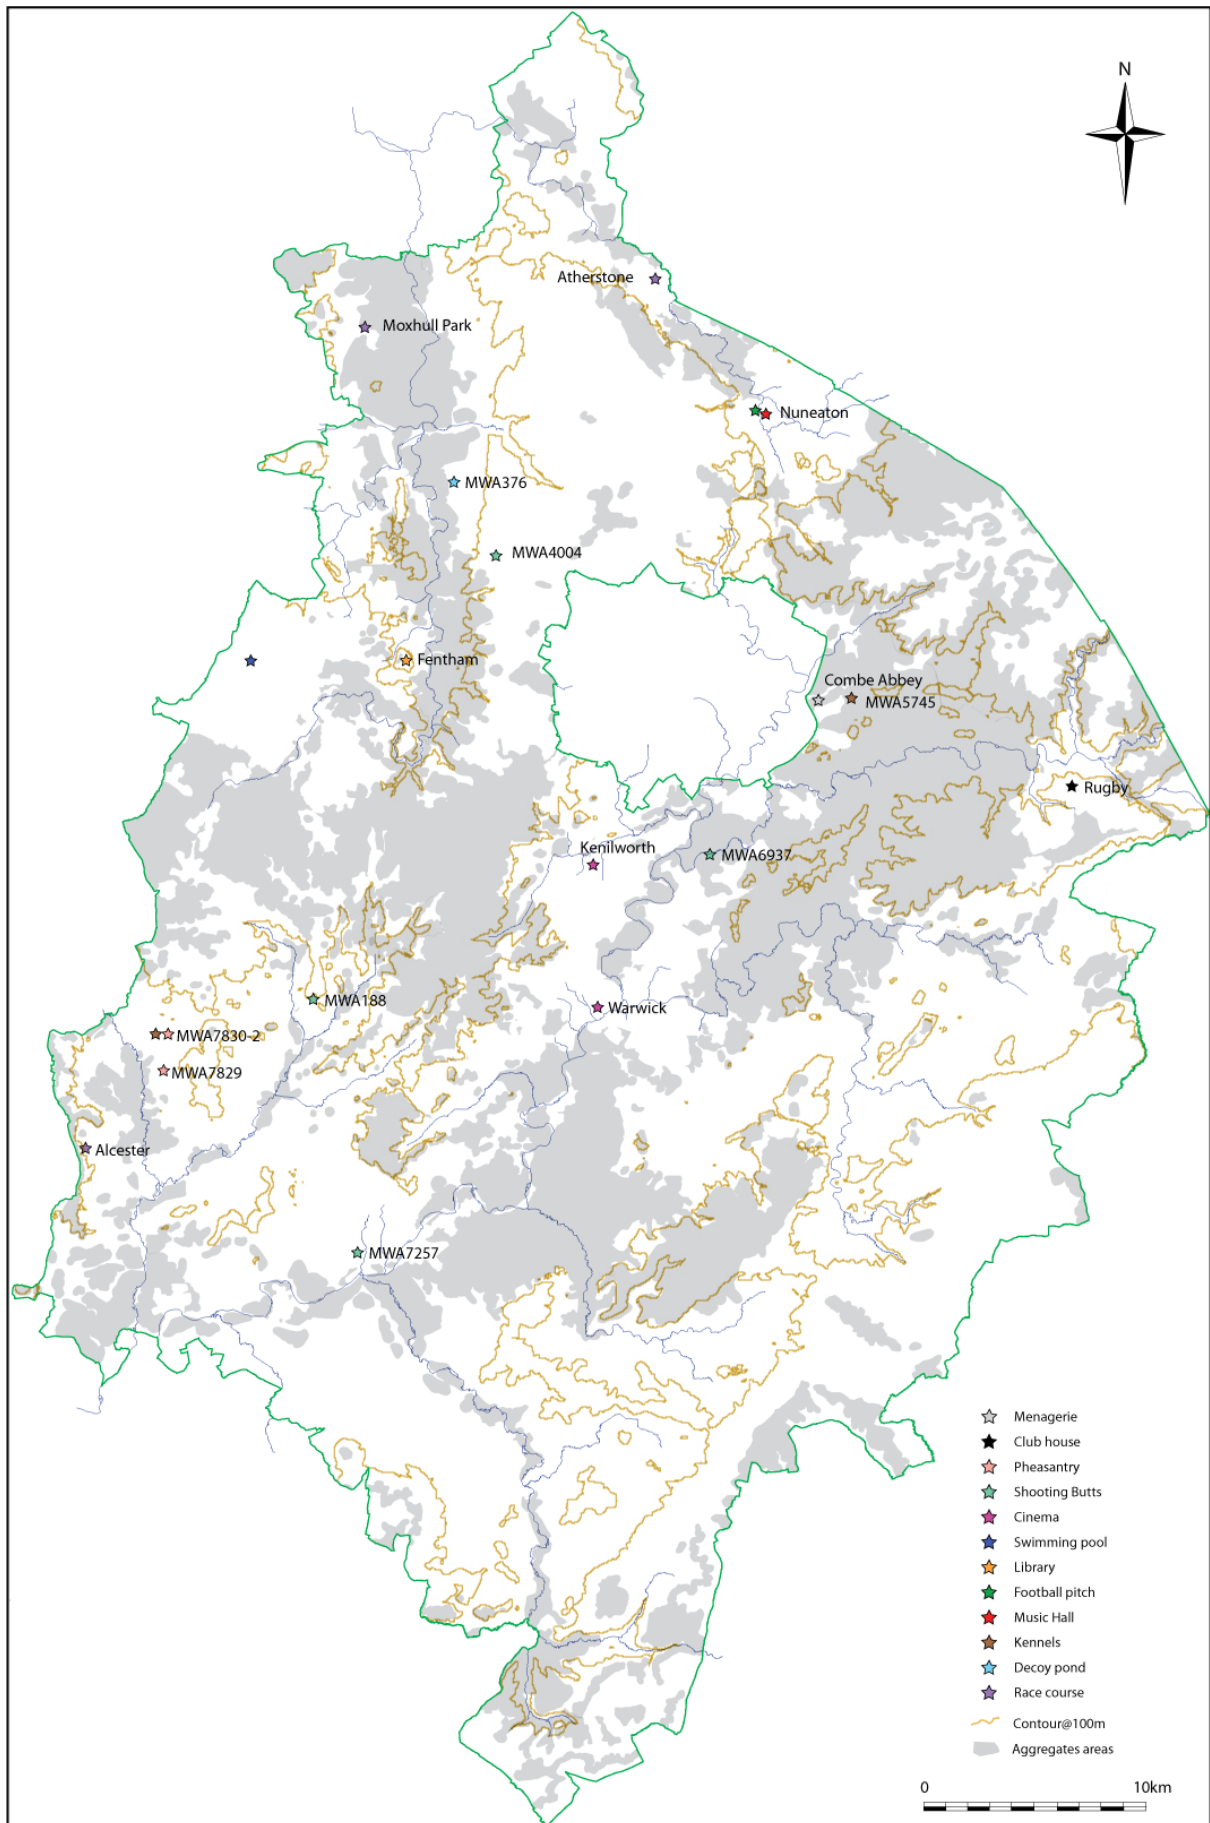 N
Atherstone
Moxhull Park
Nuneaton
MWA376
MWA4004
Fentham
Combe Abbey
MWA5745
Rugby
Kenilworth
MWA6937
MWA188
Warwick
MWA7830-2
MWA7829
Alcester
MWA7257
Menagerie
Club house
Pheasantry
Shooting Butts
Cinema
Swimming pool
Library
Football pitch
Music Hall
Kennels
Decoy pond
Race course
Contour@100m
Aggregates areas
0 10km